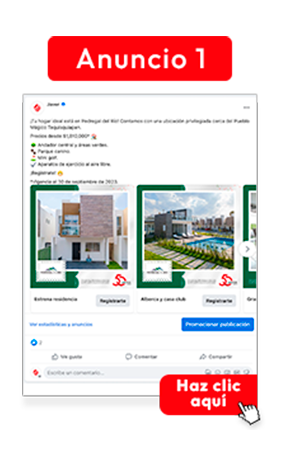 Anuncio 1
Javer
¡Tu hogar ideal está en Pedregal del Río! Contamos con una ubicación privilegiada cerca del Pueblo
Mágico Tequisquiapan.
Precios desde $1,010,000*
Andador central y áreas verdes.
Parque canino.
Mini golf.
Aparatos de ejercicio al aire libre.
¡Regístrate!
*Vigencia al 30 de septiembre de 2023.
Estrena residencia
Registrarte
Alberca y casa club
Registrarte
Gra
Ver estadísticas y anuncios
Promocionar publicación
2
Me gusta
Comentar
Compartir
Escribe un comentario...
Haz clic
aquí